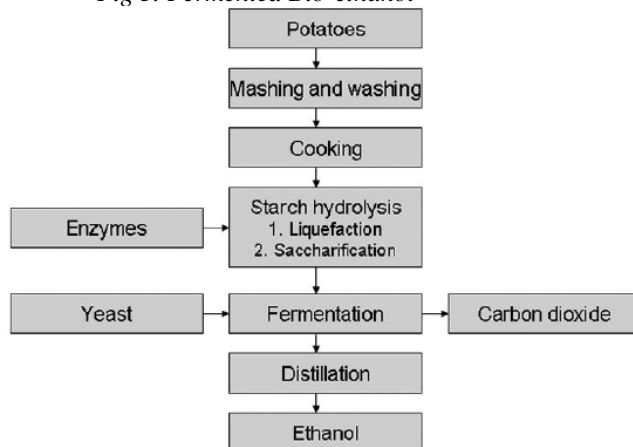 Fig 3. Fermented Bio-ethanol
Potatoes
Mashing and washing
Cooking
Enzymes
Starch hydrolysis
1. Liquefaction
2. Saccharification
Yeast
Fermentation
Carbon dioxide
Distillation
Ethanol